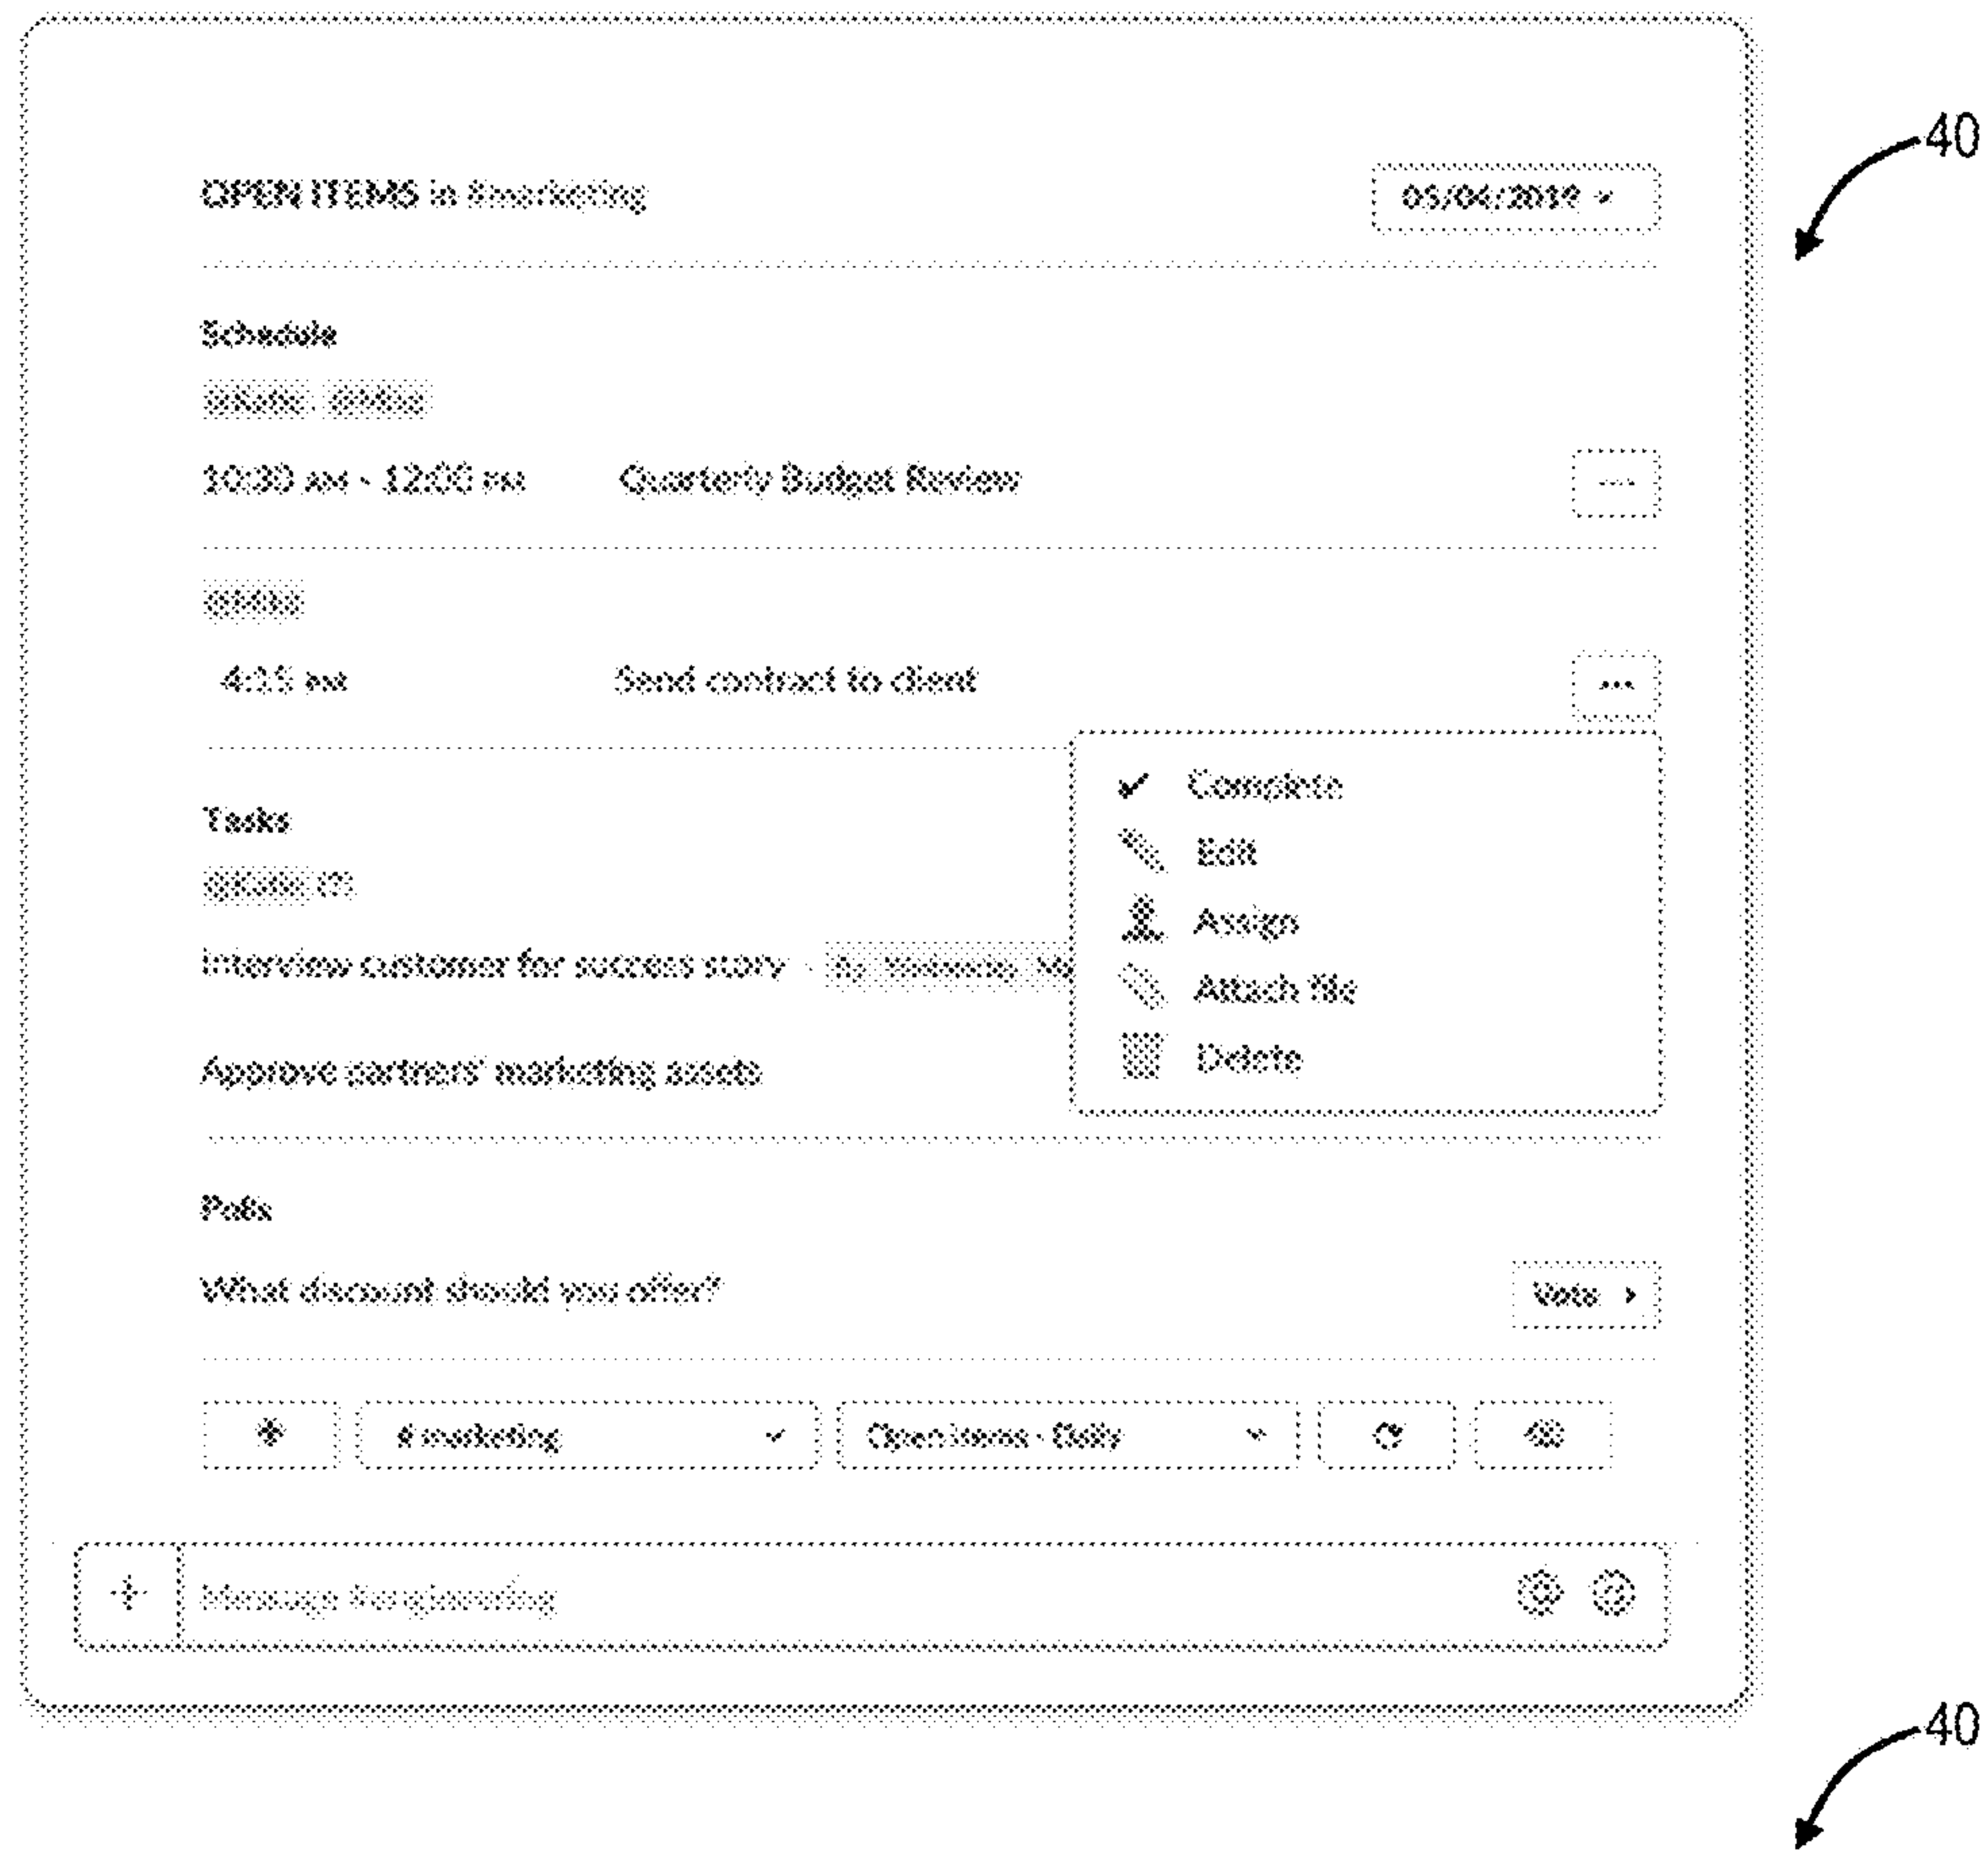 40
OPEN ITEMS in #marketing
05/04/2019
Schedule
10:30 AM - 12:00 PM Quarterly Budget Review
4:15 PM Send contract to client
Complete
Tasks
Edit
Assign
Interview customer for success story -
Attach file
Approve partners' marketing assets
Delete
Polls
What discount should you offer?
Vote
# marketing
Open items - Daily
Message
40